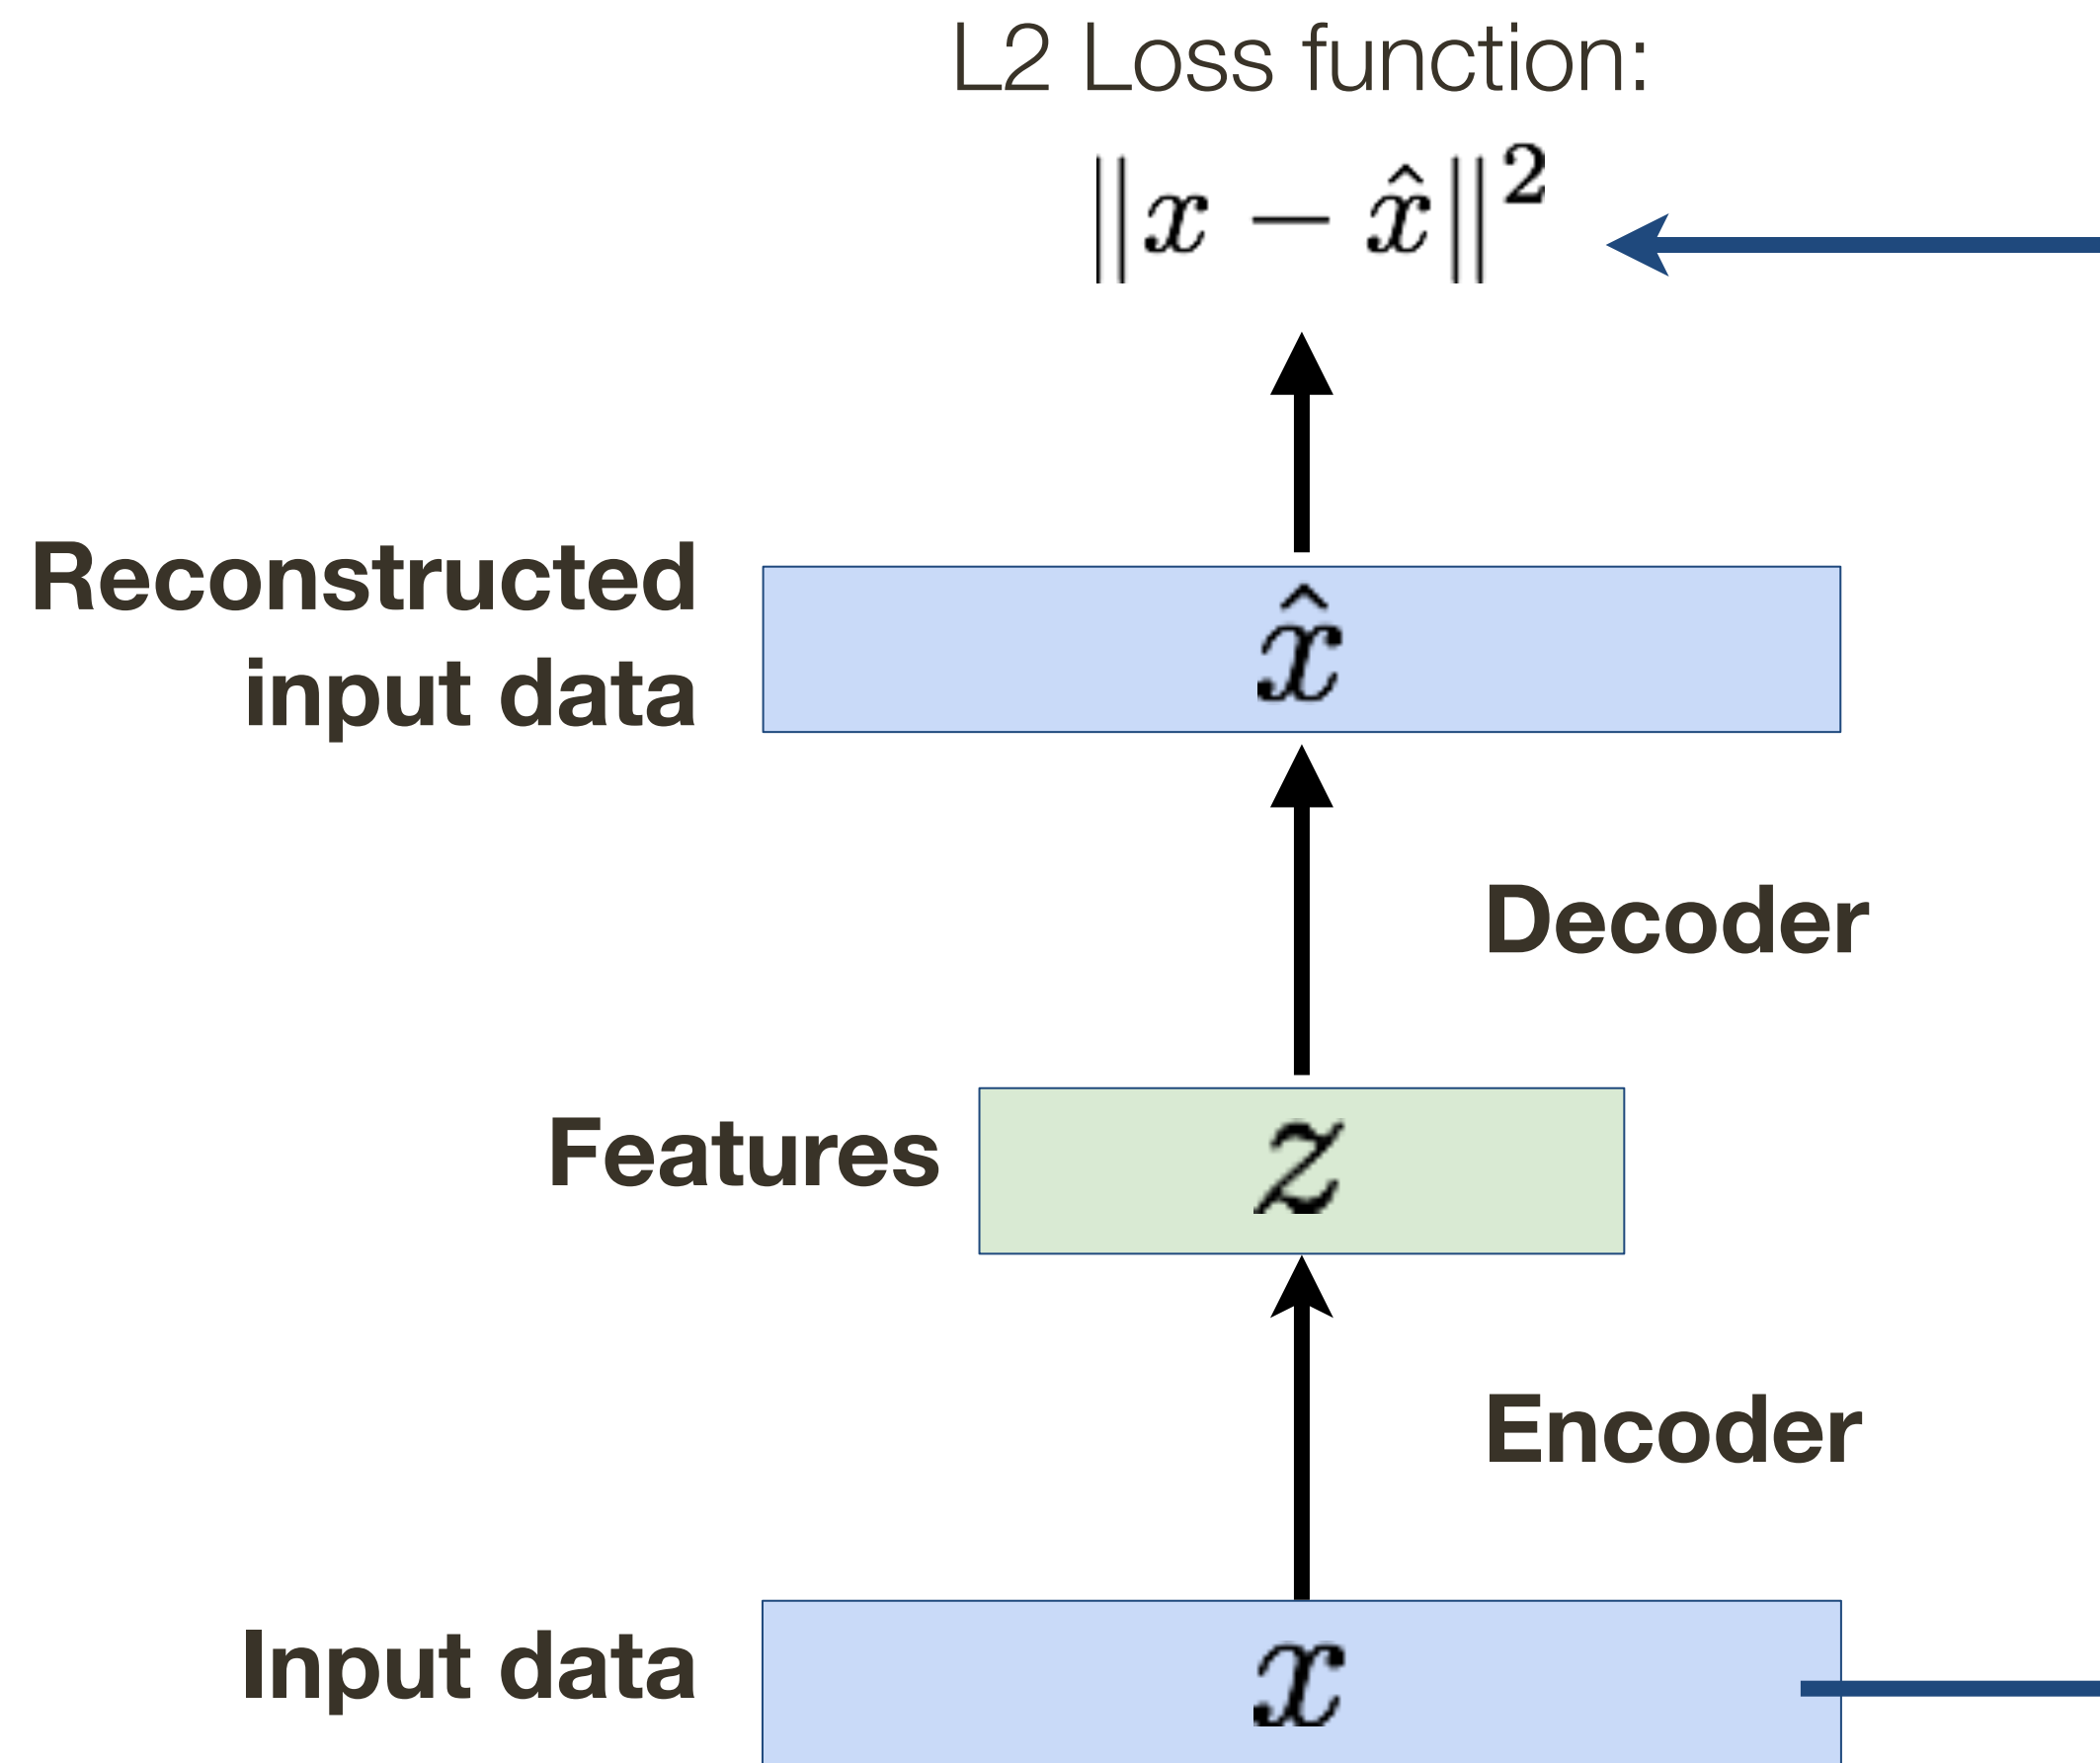 L2 Loss function:
‖x − x̂‖²
Reconstructed
input data
x̂
Decoder
Features
z
Encoder
Input data
x